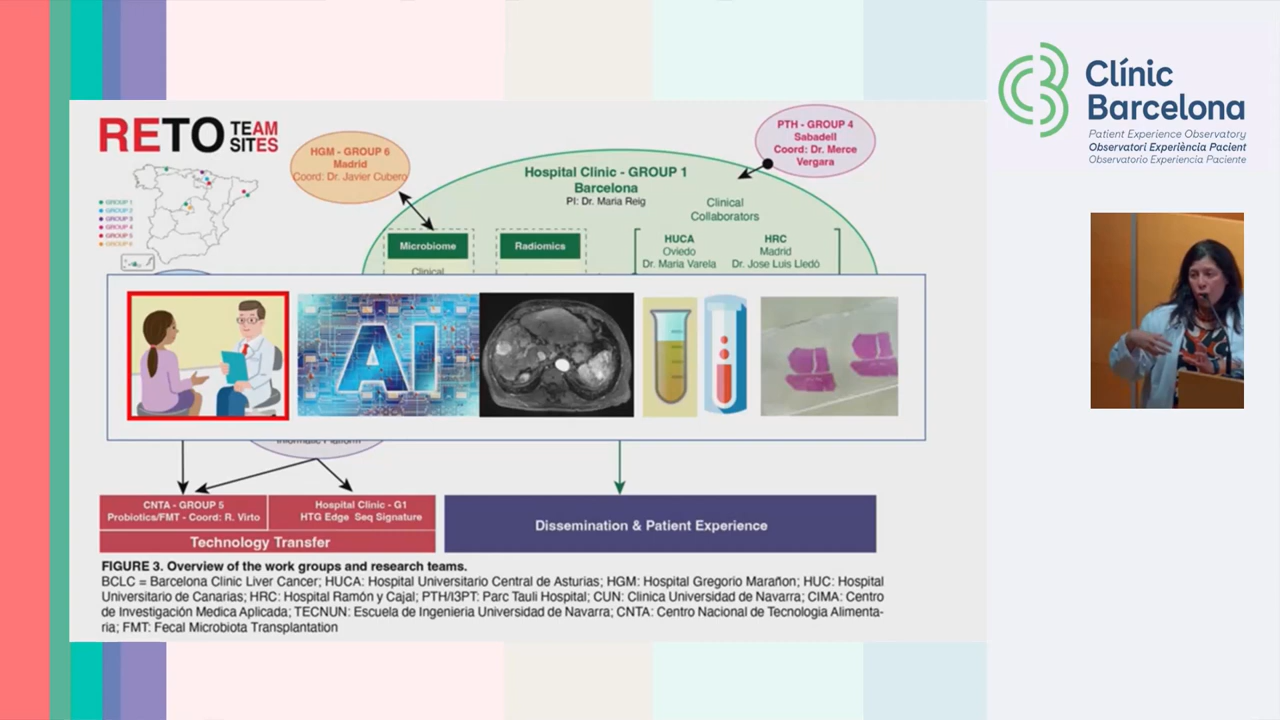 RETO TEAM SITES
GROUP 1
GROUP 2
GROUP 3
GROUP 4
GROUP 5
GROUP 6
HGM - GROUP 6
Madrid
Coord: Dr. Javier Cubero
PTH - GROUP 4
Sabadell
Coord: Dr. Merce
Vergara
Hospital Clinic - GROUP 1
Barcelona
PI: Dr. Maria Reig
Clinical
Collaborators
Microbiome
Radiomics
HUCA
Oviedo
Dr. Maria Varela
HRC
Madrid
Dr. Jose Luis Lledó
Clinical
AI
Informatic Platform
CNTA - GROUP 5
Probiotics/FMT - Coord: R. Virto
Hospital Clinic - G1
HTG Edge Seq Signature
Technology Transfer
Dissemination & Patient Experience
FIGURE 3. Overview of the work groups and research teams.
BCLC = Barcelona Clinic Liver Cancer; HUCA: Hospital Universitario Central de Asturias; HGM: Hospital Gregorio Marañon; HUC: Hospital
Universitario de Canarias; HRC: Hospital Ramón y Cajal; PTH/I3PT: Parc Tauli Hospital; CUN: Clinica Universidad de Navarra; CIMA: Centro
de Investigación Medica Aplicada; TECNUN: Escuela de Ingenieria Universidad de Navarra; CNTA: Centro Nacional de Tecnologia Alimenta-
ria; FMT: Fecal Microbiota Transplantation
Clínic
Barcelona
Patient Experience Observatory
Observatori Experiència Pacient
Observatorio Experiencia Paciente